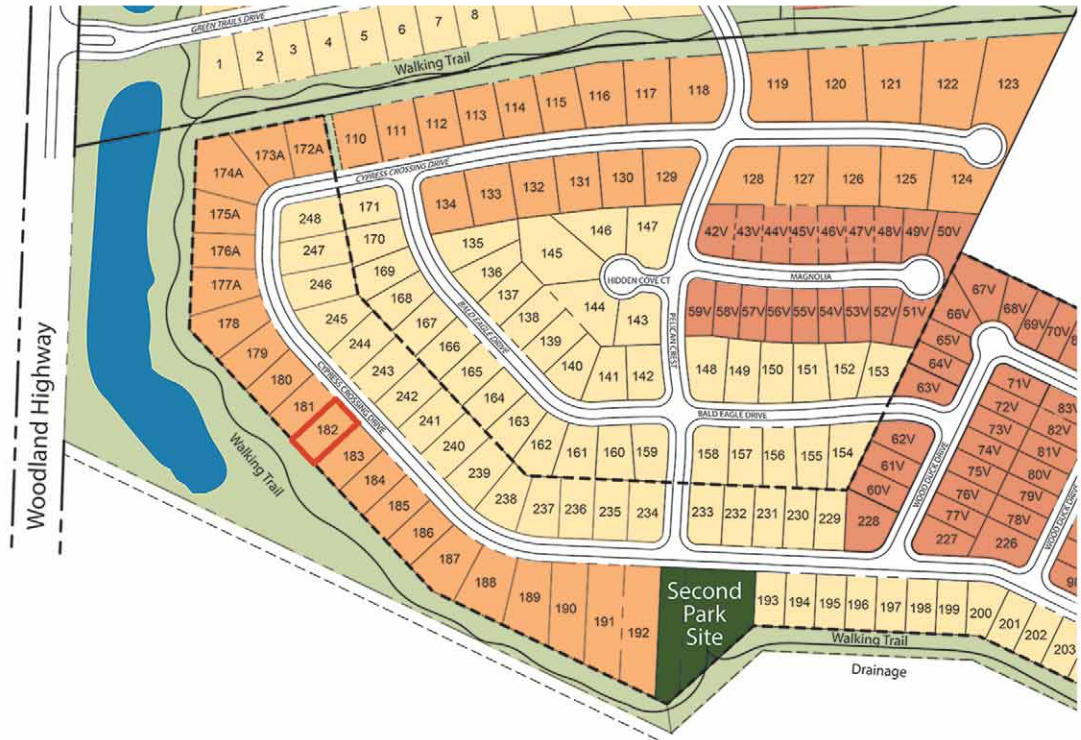 GREEN TRAILS DRIVE
1
2
3
4
5
6
7
8
Walking Trail
110
111
112
113
114
115
116
117
118
119
120
121
122
123
172A
173A
174A
175A
176A
177A
178
179
180
181
182
183
184
185
186
187
188
189
190
191
192
CYPRESS CROSSING DRIVE
134
133
132
131
130
129
128
127
126
125
124
248
247
246
245
244
243
242
241
240
239
238
237
236
235
234
233
232
231
230
229
228
171
170
169
168
167
166
165
164
163
162
161
160
159
158
157
156
155
154
135
136
137
138
139
140
141
142
143
144
145
146
147
HIDDEN COVE CT
BALD EAGLE DRIVE
PELICAN CREST
42V
43V
44V
45V
46V
47V
48V
49V
50V
MAGNOLIA
59V
58V
57V
56V
55V
54V
53V
52V
51V
148
149
150
151
152
153
BALD EAGLE DRIVE
67V
68V
69V
70V
66V
65V
64V
63V
62V
61V
60V
71V
72V
73V
74V
75V
76V
77V
227
83V
82V
81V
80V
79V
78V
226
WOOD DUCK DRIVE
WOOD DUCK DRIVE
CYPRESS CROSSING DRIVE
Woodland Highway
Walking Trail
Second
Park
Site
193
194
195
196
197
198
199
200
201
202
203
Walking Trail
Drainage